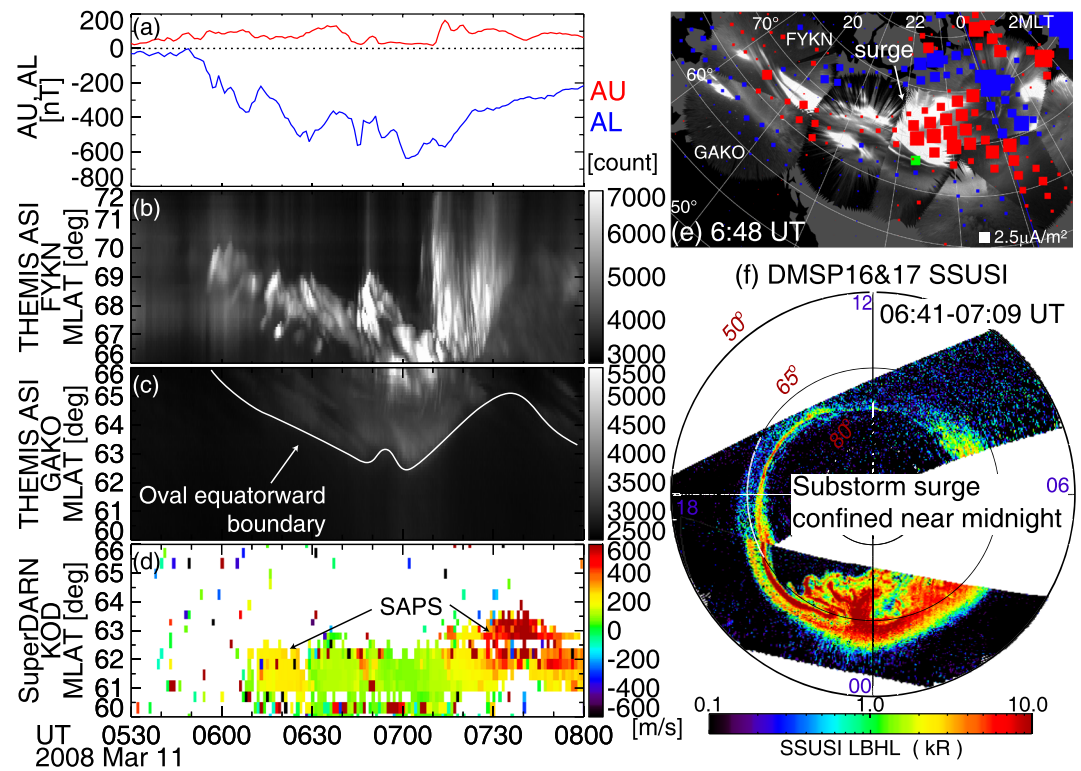 (a)
200
0
-200
-400
-600
-800
AU, AL
[nT]
AU
AL
[count]
(b)
72
71
70
69
68
67
66
THEMIS ASI
FYKN
MLAT [deg]
7000
6000
5000
4000
3000
(c)
66
65
64
63
62
61
60
THEMIS ASI
GAKO
MLAT [deg]
Oval equatorward
boundary
5500
5000
4500
4000
3500
3000
2500
(d)
66
65
64
63
62
61
60
SuperDARN
KOD
MLAT [deg]
SAPS
600
400
200
0
-200
-400
-600
[m/s]
UT
0530 0600 0630 0700 0730 0800
2008 Mar 11
70° 20 22 0 2MLT
FYKN
surge
60°
GAKO
50°
(e) 6:48 UT
2.5μA/m²
(f) DMSP16&17 SSUSI
12
06:41-07:09 UT
50°
65°
80°
Substorm surge
confined near midnight
18
06
00
0.1 1.0 10.0
SSUSI LBHL ( kR )